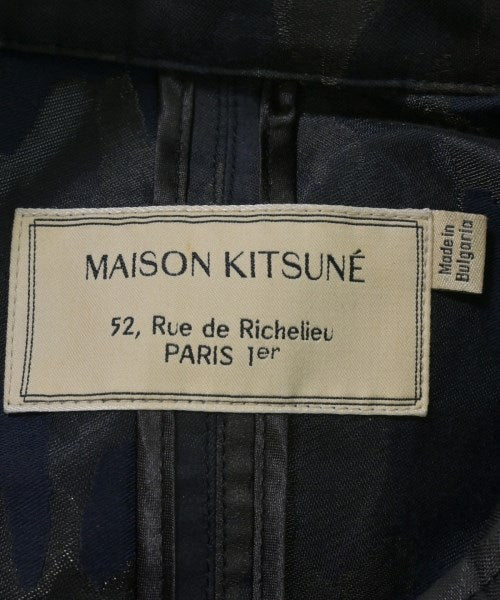 MAISON KITSUNÉ
52, Rue de Richelieu
PARIS 1er
Made in
Bulgaria